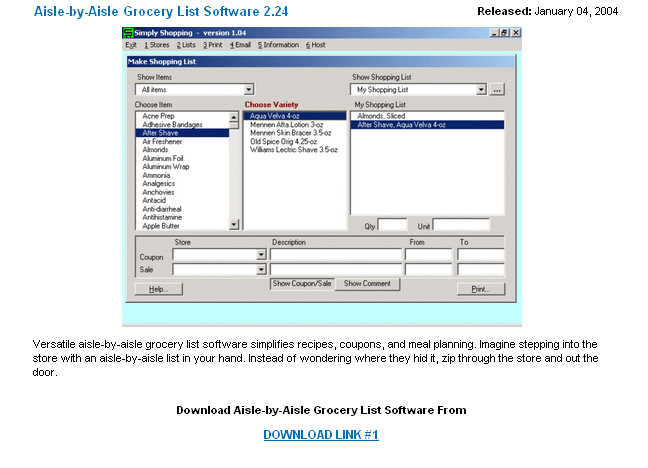 Aisle-by-Aisle Grocery List Software 2.24 Released: January 04, 2004
Simply Shopping - version 1.04
Exit 1 Stores 2 Lists 3 Print 4 Email 5 Information 6 Host
Make Shopping List
Show Items Show Shopping List
All items My Shopping List ...
Choose Item Choose Variety My Shopping List
Acne Prep Aqua Velva 4-oz Almonds, Sliced
Adhesive Bandages Mennen Afta Lotion 3-oz After Shave, Aqua Velva 4-oz
After Shave Mennen Skin Bracer 3.5-oz
Air Freshener Old Spice Orig 4.25-oz
Almonds Williams Lectric Shave 3.5-oz
Aluminum Foil
Aluminum Wrap
Ammonia
Analgesics
Anchovies
Antacid
Anti-diarrheal
Antihistamine
Apple Butter Qty Unit
Store Description From To
Coupon
Sale
Help... Show Coupon/Sale Show Comment Print...
Versatile aisle-by-aisle grocery list software simplifies recipes, coupons, and meal planning. Imagine stepping into the
store with an aisle-by-aisle list in your hand. Instead of wondering where they hid it, zip through the store and out the
door.
Download Aisle-by-Aisle Grocery List Software From
DOWNLOAD LINK #1